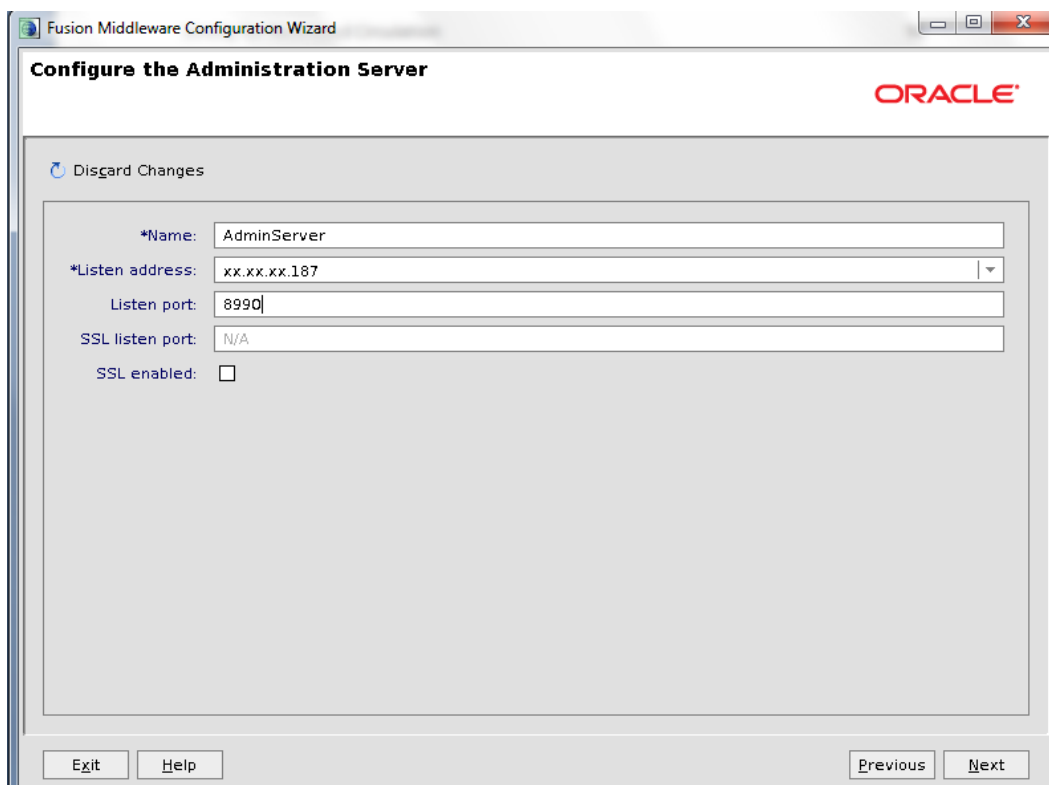 Fusion Middleware Configuration Wizard
Configure the Administration Server
ORACLE
Discard Changes
*Name: AdminServer
*Listen address: xx.xx.xx.187
Listen port: 8990
SSL listen port: N/A
SSL enabled:
Exit Help Previous Next